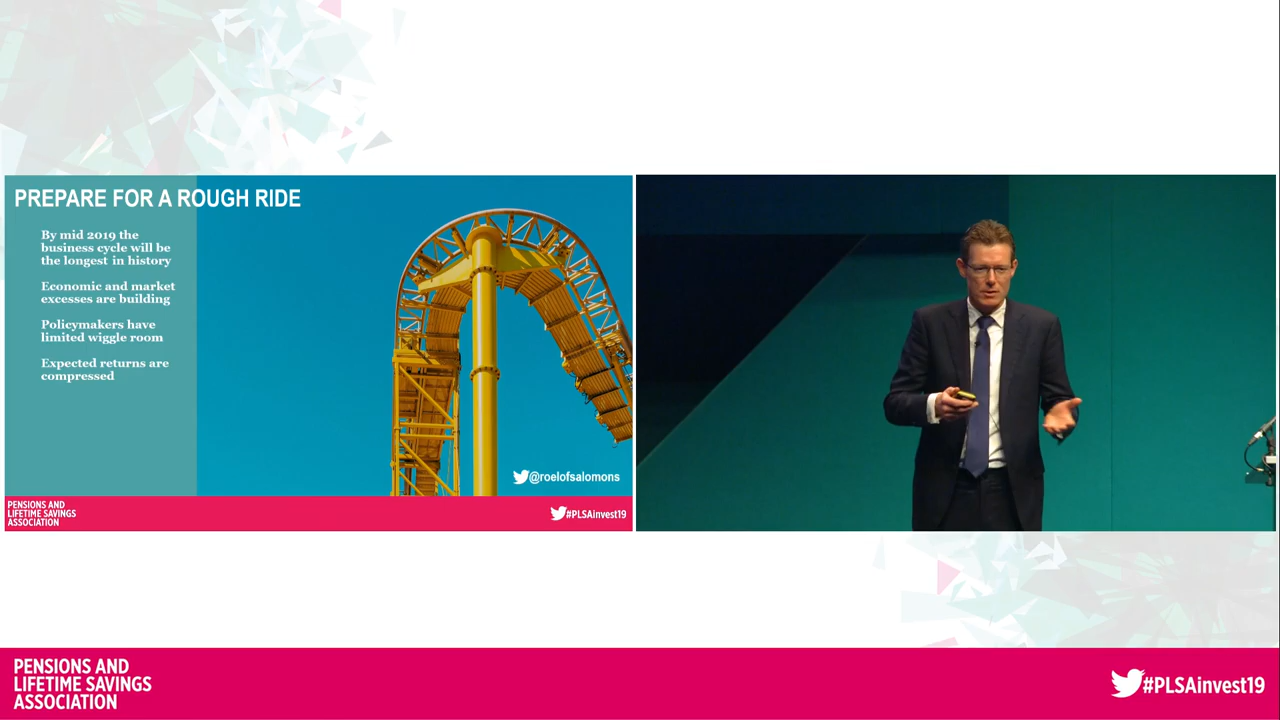 PREPARE FOR A ROUGH RIDE
By mid 2019 the
business cycle will be
the longest in history
Economic and market
excesses are building
Policymakers have
limited wiggle room
Expected returns are
compressed
@roelofsalomons
PENSIONS AND
LIFETIME SAVINGS
ASSOCIATION
#PLSAinvest19
PENSIONS AND
LIFETIME SAVINGS
ASSOCIATION
#PLSAinvest19